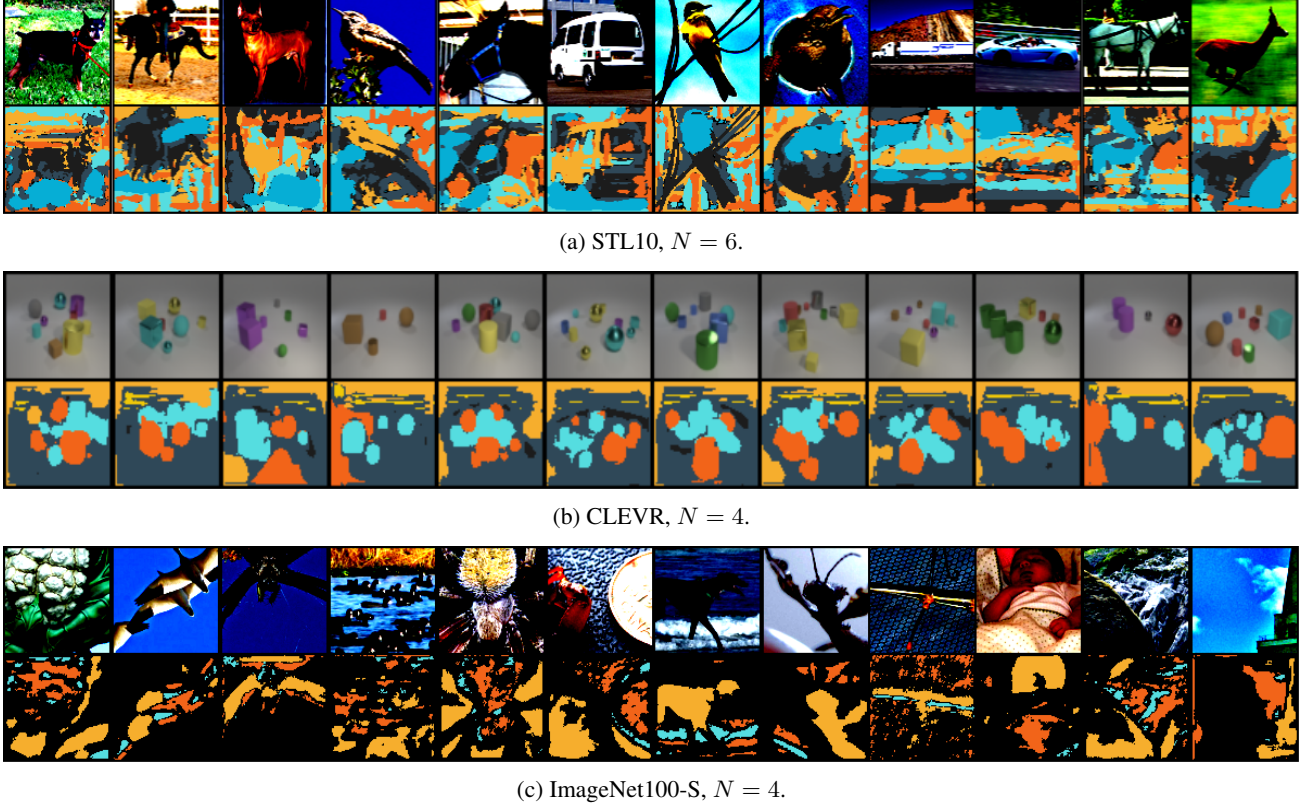 (a) STL10, N = 6.
(b) CLEVR, N = 4.
(c) ImageNet100-S, N = 4.